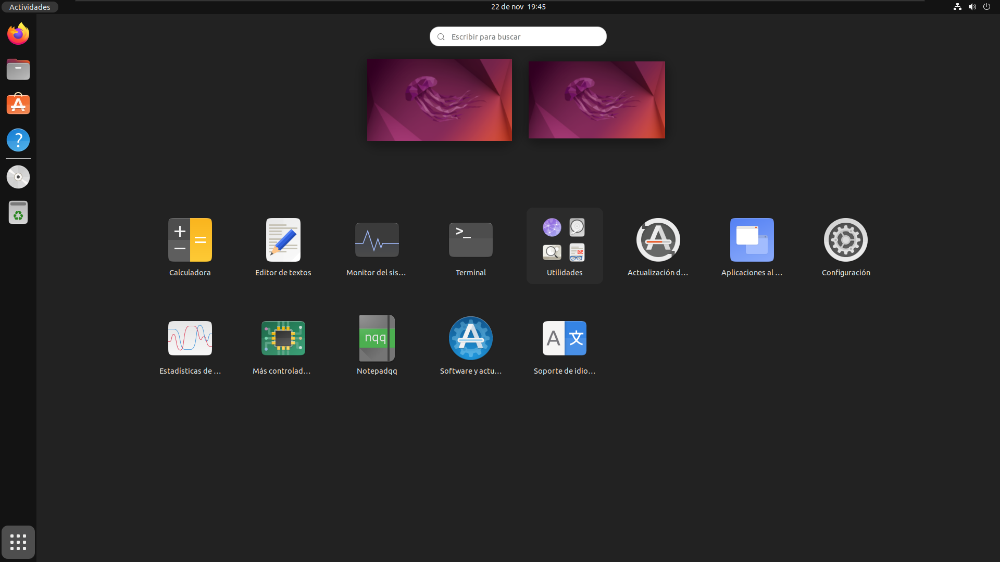 Actividades
22 de nov 19:45
Escribir para buscar
Calculadora
Editor de textos
Monitor del sis…
Terminal
Utilidades
Actualización d…
Aplicaciones al …
Configuración
nqq
Estadísticas de …
Más controlad…
Notepadqq
Software y actu…
A 文
Soporte de idio…